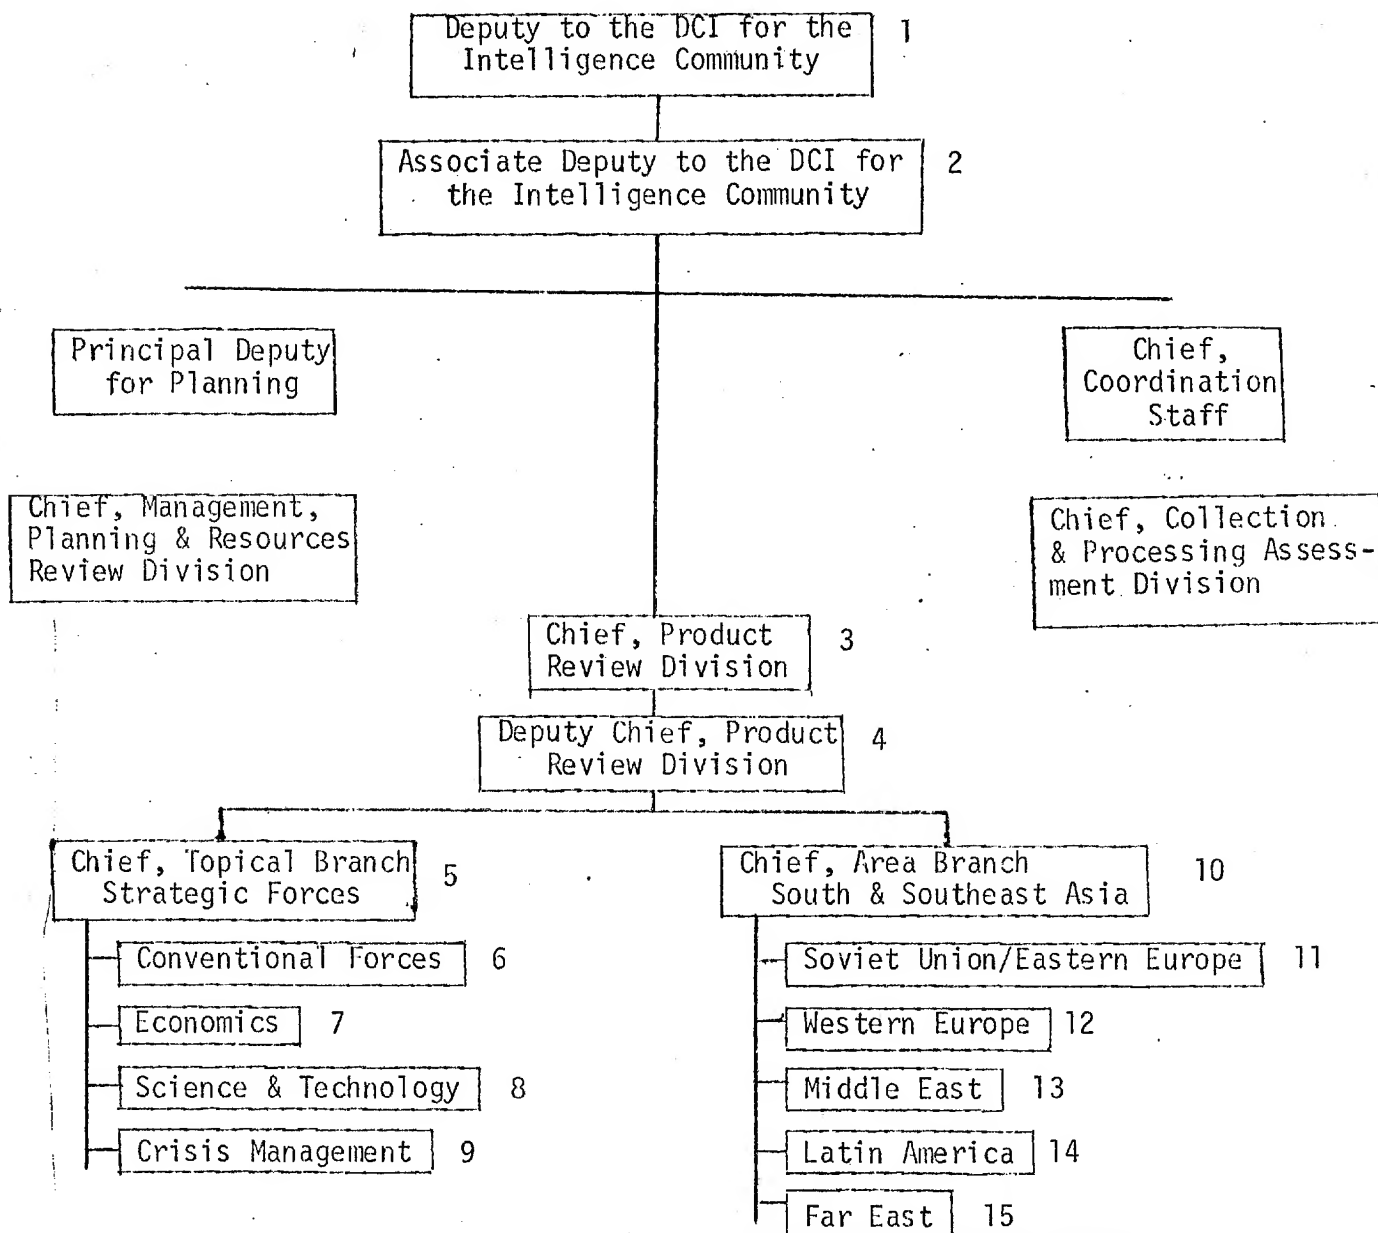 Deputy to the DCI for the
Intelligence Community
1
Associate Deputy to the DCI for
the Intelligence Community
2
Principal Deputy
for Planning
Chief,
Coordination
Staff
Chief, Management,
Planning & Resources
Review Division
Chief, Collection
& Processing Assess-
ment Division
Chief, Product
Review Division
3
Deputy Chief, Product
Review Division
4
Chief, Topical Branch
Strategic Forces
5
Conventional Forces
6
Economics
7
Science & Technology
8
Crisis Management
9
Chief, Area Branch
South & Southeast Asia
10
Soviet Union/Eastern Europe
11
Western Europe
12
Middle East
13
Latin America
14
Far East
15